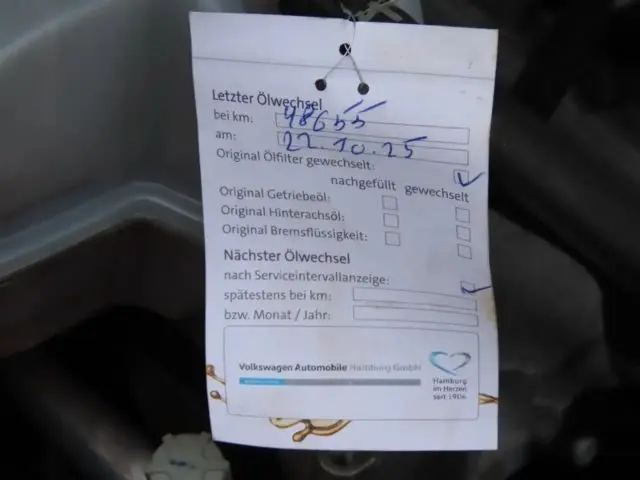 Letzter Ölwechsel
bei km: 48655
am: 22.10.25
Original Ölfilter gewechselt:
nachgefüllt gewechselt
Original Getriebeöl:
Original Hinterachsöl:
Original Bremsflüssigkeit:
Nächster Ölwechsel
nach Serviceintervallanzeige:
spätestens bei km:
bzw. Monat / Jahr:
Volkswagen Automobile Hamburg GmbH
Hamburg
im Herzen
seit 1906